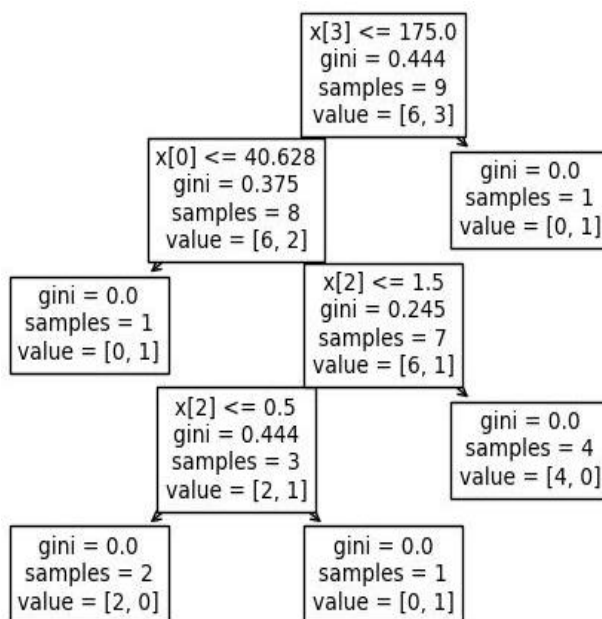 x[3] <= 175.0
gini = 0.444
samples = 9
value = [6, 3]
x[0] <= 40.628
gini = 0.375
samples = 8
value = [6, 2]
gini = 0.0
samples = 1
value = [0, 1]
gini = 0.0
samples = 1
value = [0, 1]
x[2] <= 1.5
gini = 0.245
samples = 7
value = [6, 1]
x[2] <= 0.5
gini = 0.444
samples = 3
value = [2, 1]
gini = 0.0
samples = 4
value = [4, 0]
gini = 0.0
samples = 2
value = [2, 0]
gini = 0.0
samples = 1
value = [0, 1]